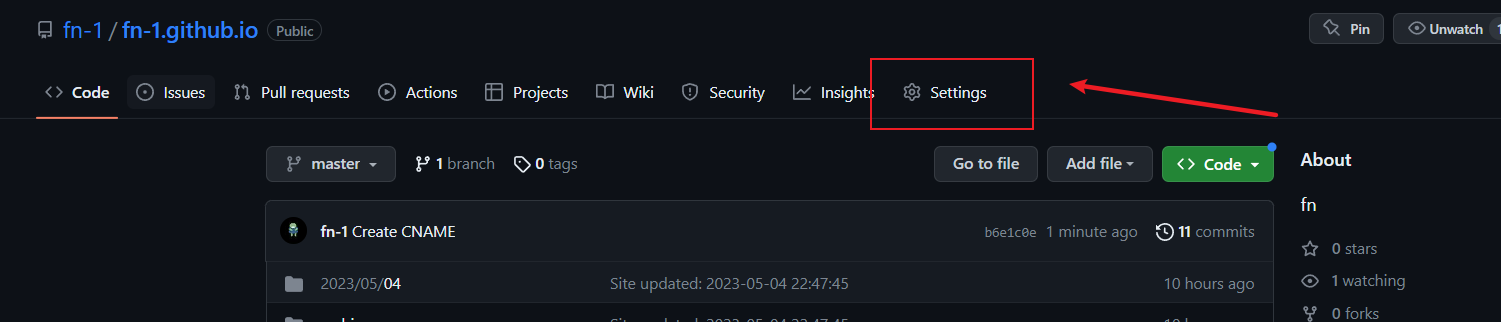 fn-1 / fn-1.github.io Public
Pin
Unwatch 1
Code Issues Pull requests Actions Projects Wiki Security Insights Settings
master 1 branch 0 tags
Go to file Add file Code
About
fn
fn-1 Create CNAME b6e1c0e 1 minute ago 11 commits
0 stars
2023/05/04 Site updated: 2023-05-04 22:47:45 10 hours ago
1 watching
0 forks